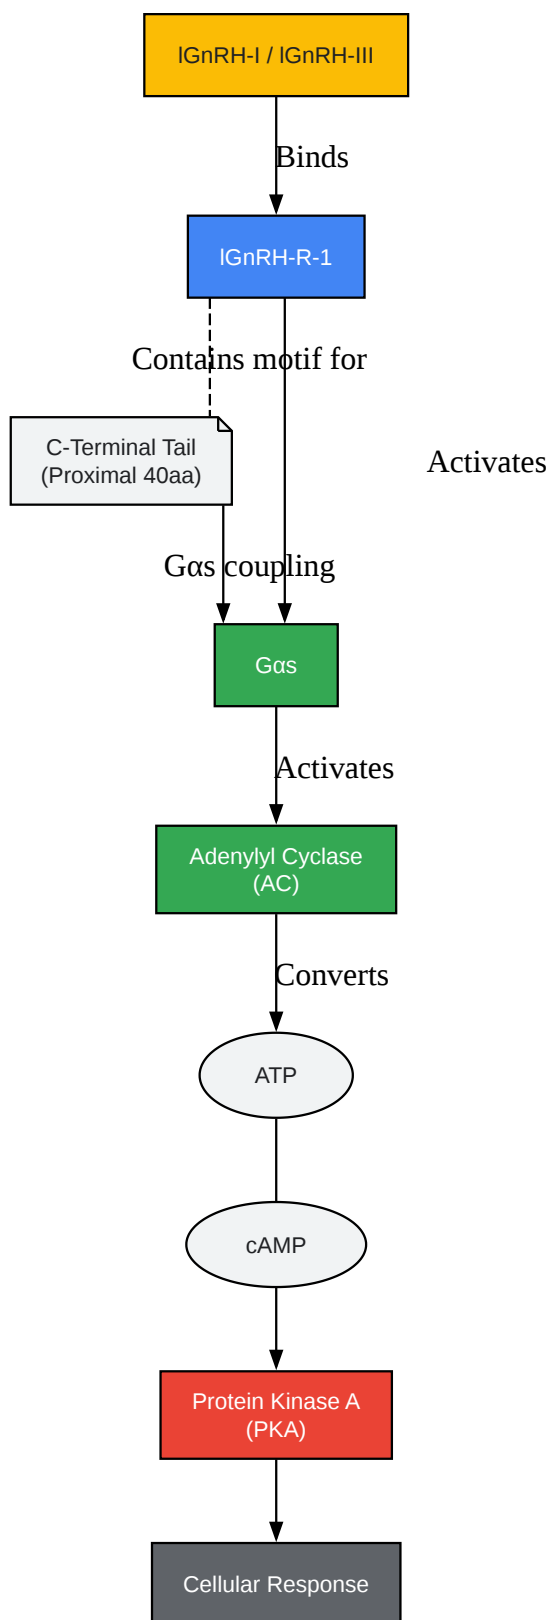 lGnRH-I / lGnRH-III
Binds
lGnRH-R-1
Contains motif for
C-Terminal Tail
(Proximal 40aa)
Activates
Gαs coupling
Gαs
Activates
Adenylyl Cyclase
(AC)
Converts
ATP
cAMP
Protein Kinase A
(PKA)
Cellular Response